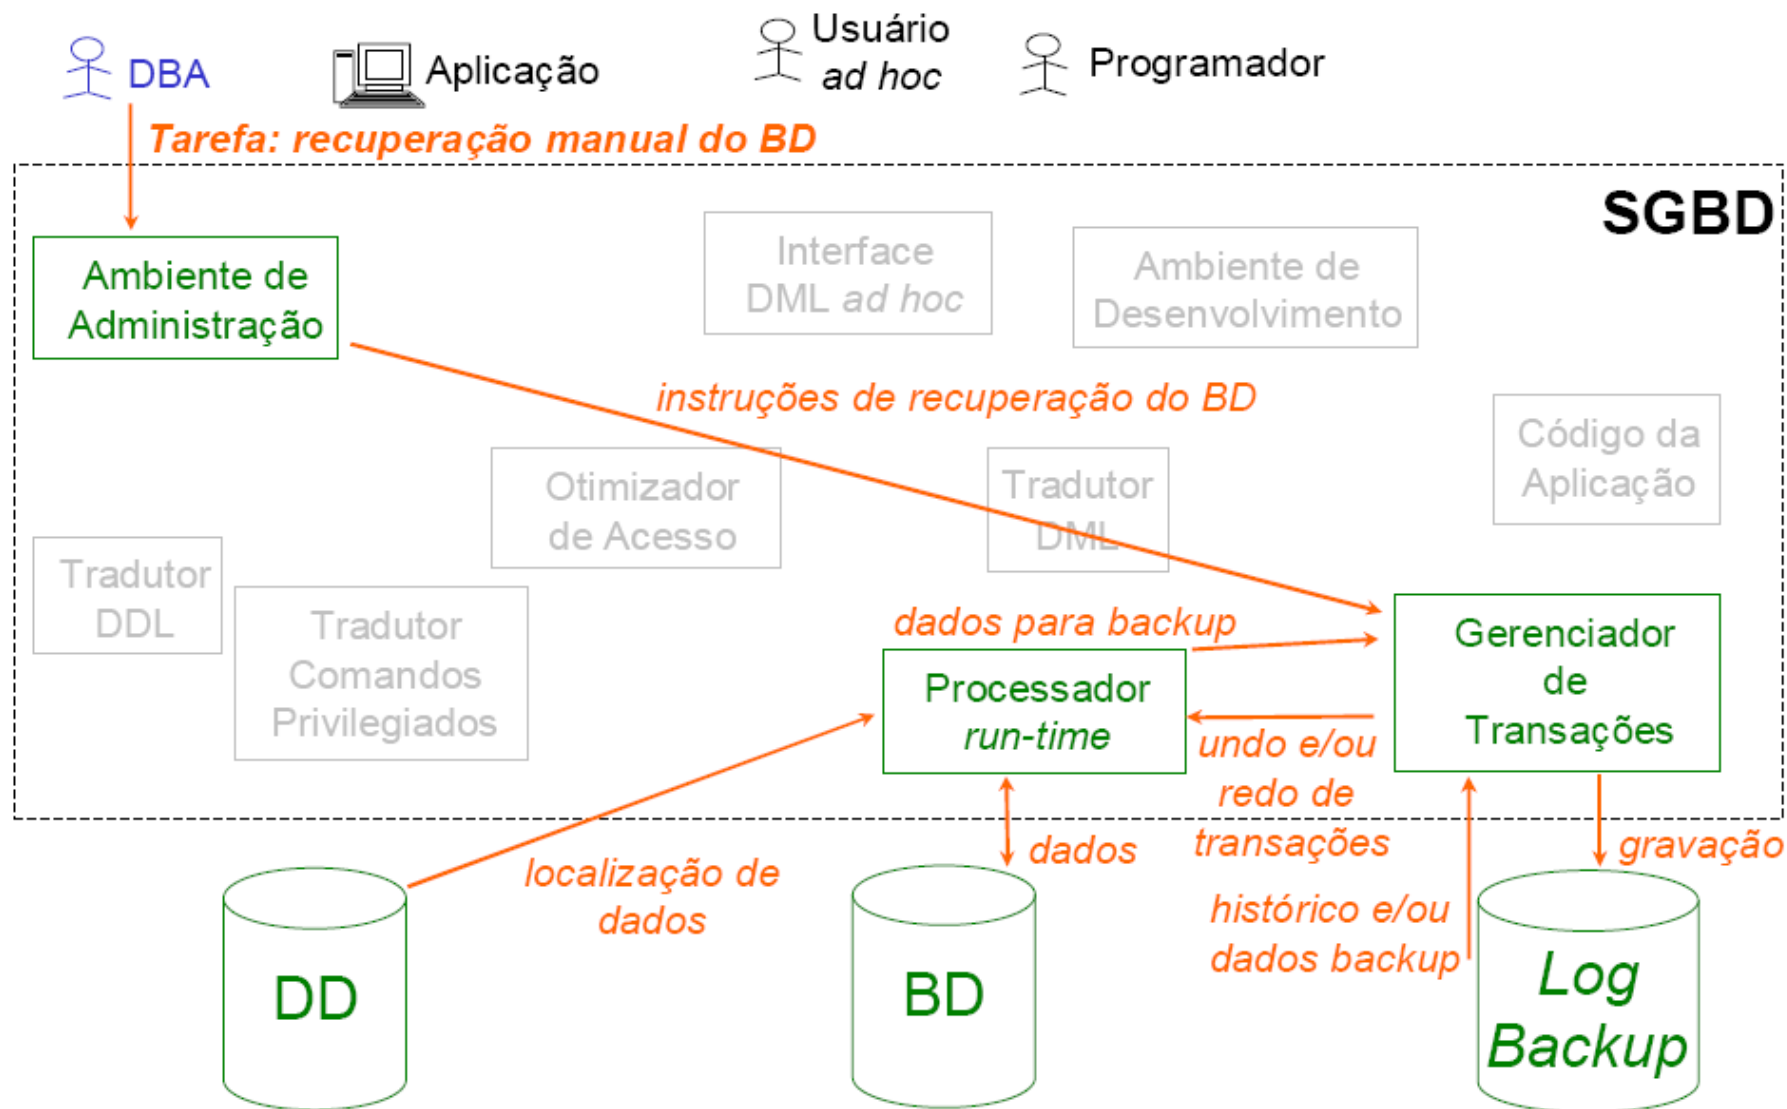 DBA
Aplicação
Usuário
ad hoc
Programador
Tarefa: recuperação manual do BD
SGBD
Ambiente de
Administração
Interface
DML ad hoc
Ambiente de
Desenvolvimento
instruções de recuperação do BD
Código da
Aplicação
Otimizador
de Acesso
Tradutor
DML
Tradutor
DDL
Tradutor
Comandos
Privilegiados
dados para backup
Processador
run-time
Gerenciador
de
Transações
undo e/ou
redo de
transações
dados
gravação
localização de
dados
histórico e/ou
dados backup
DD
BD
Log
Backup